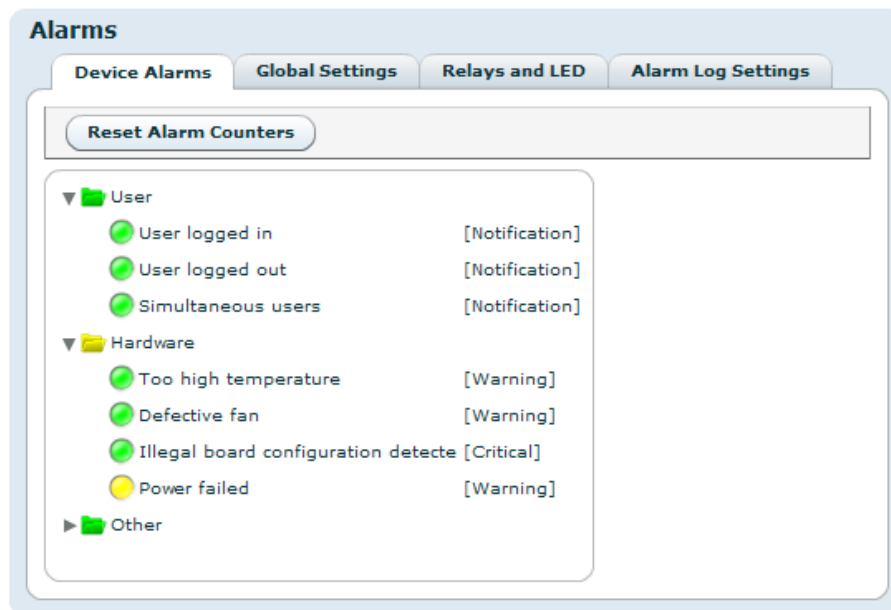 Alarms
Device Alarms Global Settings Relays and LED Alarm Log Settings
Reset Alarm Counters
User
User logged in [Notification]
User logged out [Notification]
Simultaneous users [Notification]
Hardware
Too high temperature [Warning]
Defective fan [Warning]
Illegal board configuration detecte [Critical]
Power failed [Warning]
Other